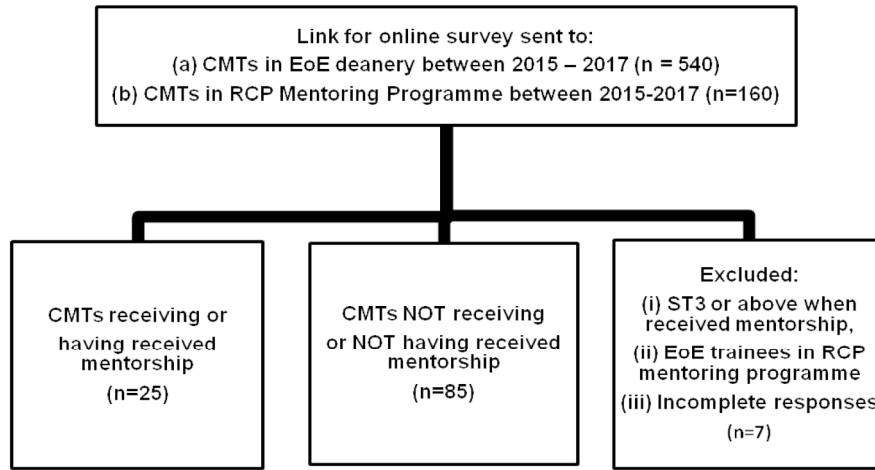 Link for online survey sent to:
(a) CMTs in EoE deanery between 2015 – 2017 (n = 540)
(b) CMTs in RCP Mentoring Programme between 2015-2017 (n=160)
CMTs receiving or
having received
mentorship
(n=25)
CMTs NOT receiving
or NOT having received
mentorship
(n=85)
Excluded:
(i) ST3 or above when
received mentorship,
(ii) EoE trainees in RCP
mentoring programme
(iii) Incomplete responses
(n=7)